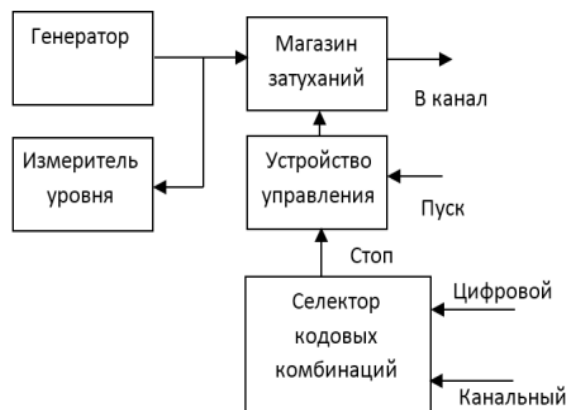 Генератор
Магазин
затуханий
В канал
Измеритель
уровня
Устройство
управления
Пуск
Стоп
Селектор
кодовых
комбинаций
Цифровой
Канальный